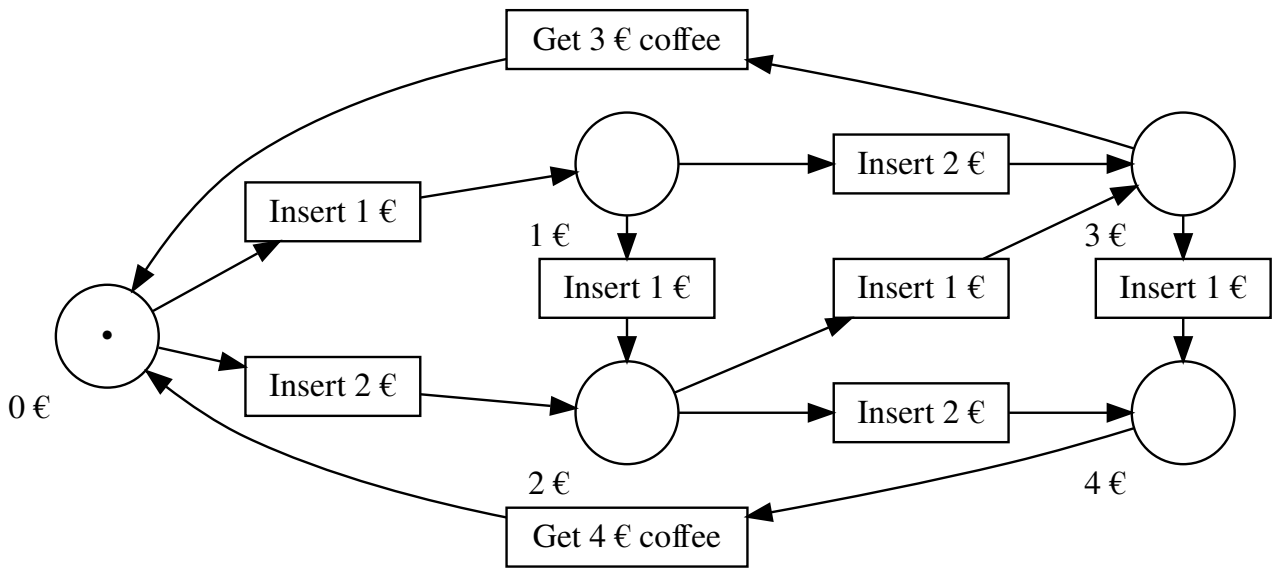 Get 3 € coffee
Insert 2 €
Insert 1 €
1 €
3 €
Insert 1 €
Insert 1 €
Insert 1 €
Insert 2 €
0 €
Insert 2 €
2 €
4 €
Get 4 € coffee